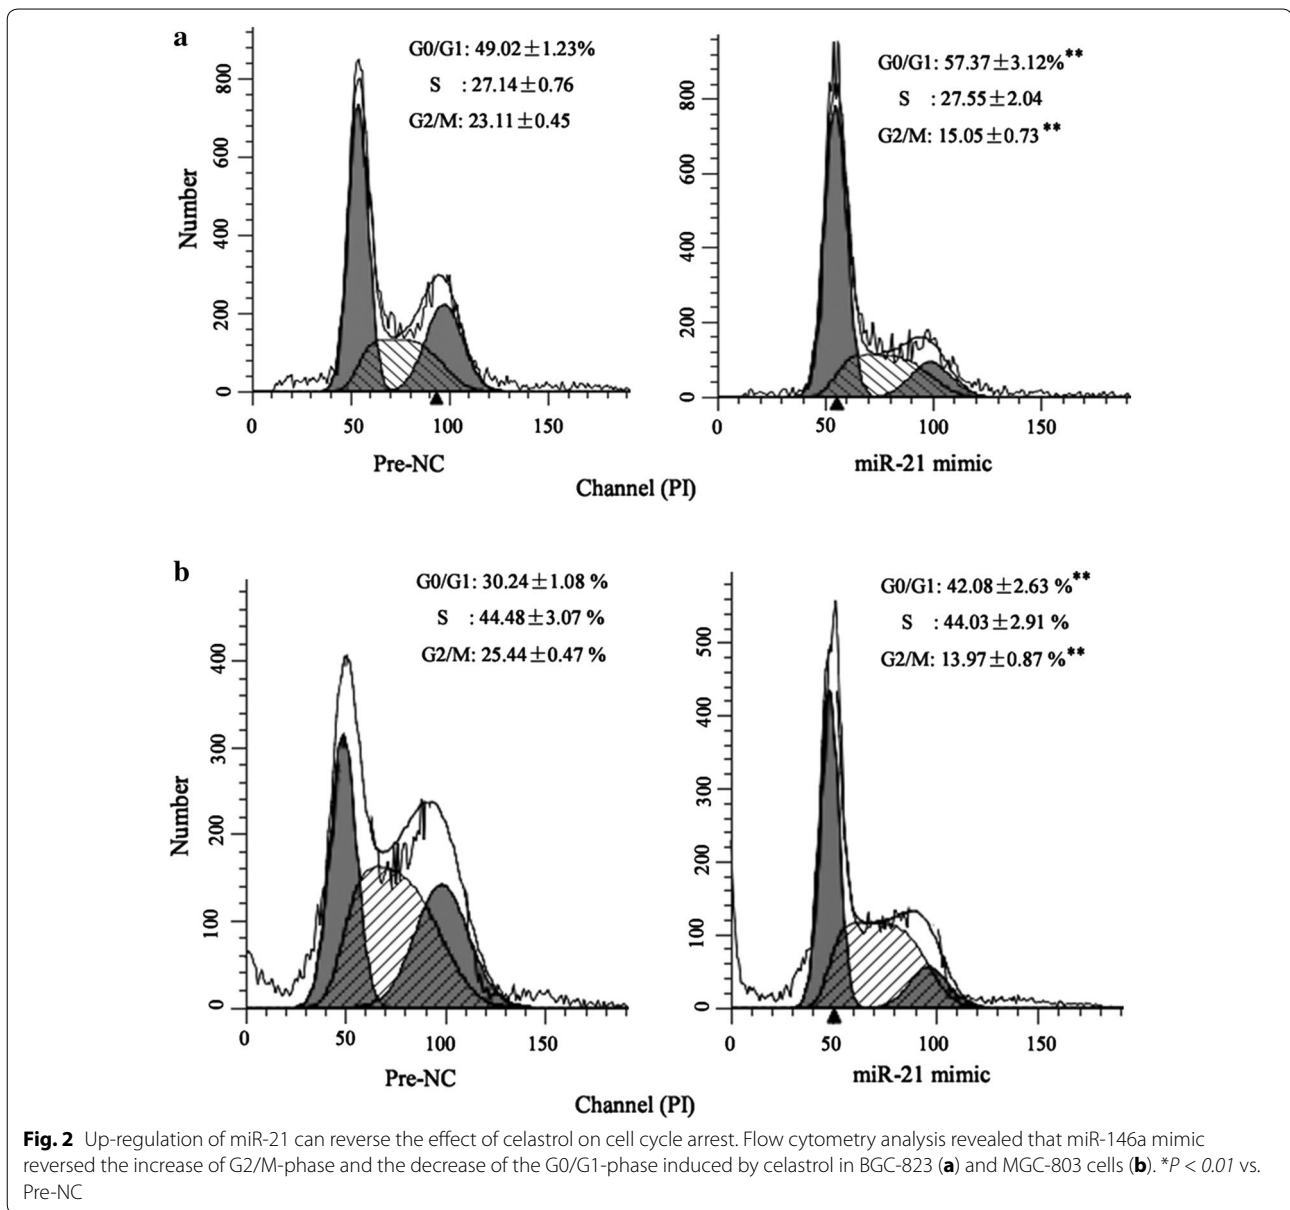 a
G0/G1: 49.02±1.23%
S : 27.14±0.76
G2/M: 23.11±0.45
Number
800
600
400
200
0
0 50 100 150
Pre-NC
G0/G1: 57.37±3.12%**
S : 27.55±2.04
G2/M: 15.05±0.73**
800
600
400
200
0
0 50 100 150
miR-21 mimic
Channel (PI)
b
G0/G1: 30.24±1.08 %
S : 44.48±3.07 %
G2/M: 25.44±0.47 %
Number
400
300
200
100
0
0 50 100 150
Pre-NC
G0/G1: 42.08±2.63 %**
S : 44.03±2.91 %
G2/M: 13.97±0.87 %**
500
400
300
200
100
0
0 50 100 150
miR-21 mimic
Channel (PI)
Fig. 2 Up-regulation of miR-21 can reverse the effect of celastrol on cell cycle arrest. Flow cytometry analysis revealed that miR-146a mimic
reversed the increase of G2/M-phase and the decrease of the G0/G1-phase induced by celastrol in BGC-823 (a) and MGC-803 cells (b). *P < 0.01 vs.
Pre-NC